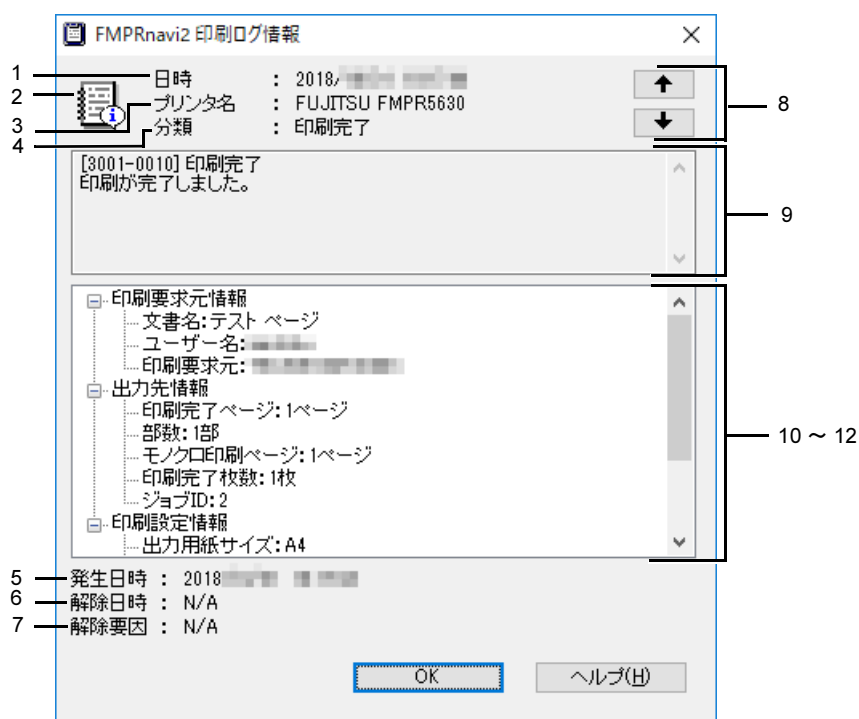 FMPRnavi2 印刷ログ情報
1 日時 : 2018/
2
3 プリンタ名 : FUJITSU FMPR5630
4 分類 : 印刷完了
8
[3001-0010] 印刷完了
印刷が完了しました。
9
印刷要求元情報
文書名:テスト ページ
ユーザー名:
印刷要求元:
出力先情報
印刷完了ページ:1ページ
部数:1部
モノクロ印刷ページ:1ページ
印刷完了枚数:1枚
ジョブID:2
印刷設定情報
出力用紙サイズ:A4
10 ～ 12
5 発生日時 : 2018
6 解除日時 : N/A
7 解除要因 : N/A
OK ヘルプ(H)